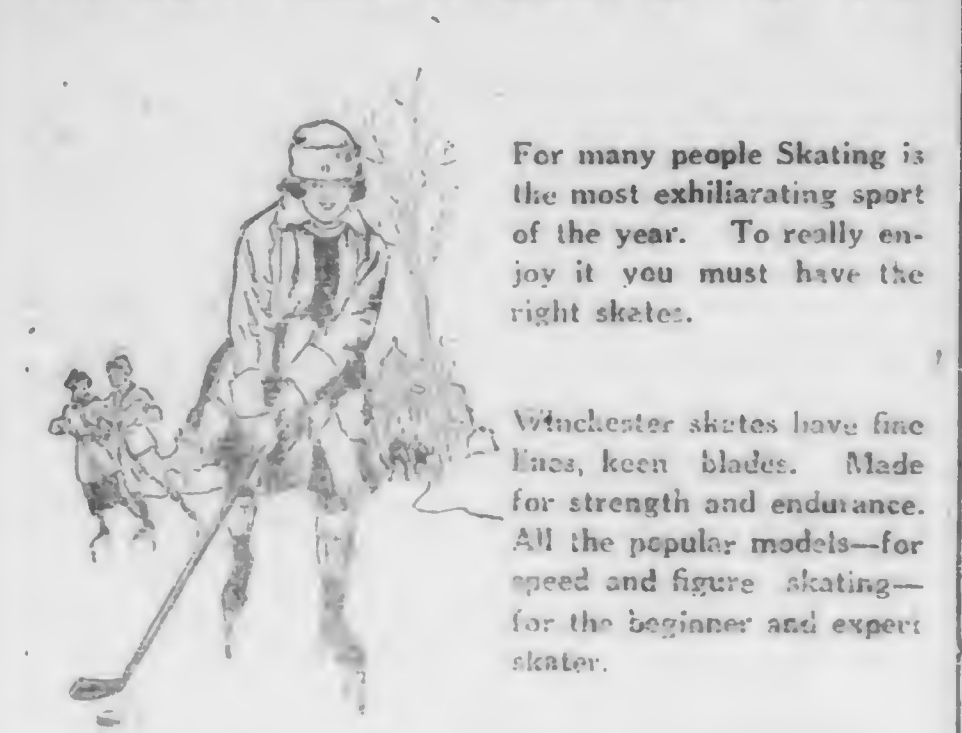 For many people Skating is
the most exhiliarating sport
of the year. To really en-
joy it you must have the
right skates.
Winchester skates have fine
lines, keen blades. Made
for strength and endurance.
All the popular models—for
speed and figure skating—
for the beginner and expert
skater.